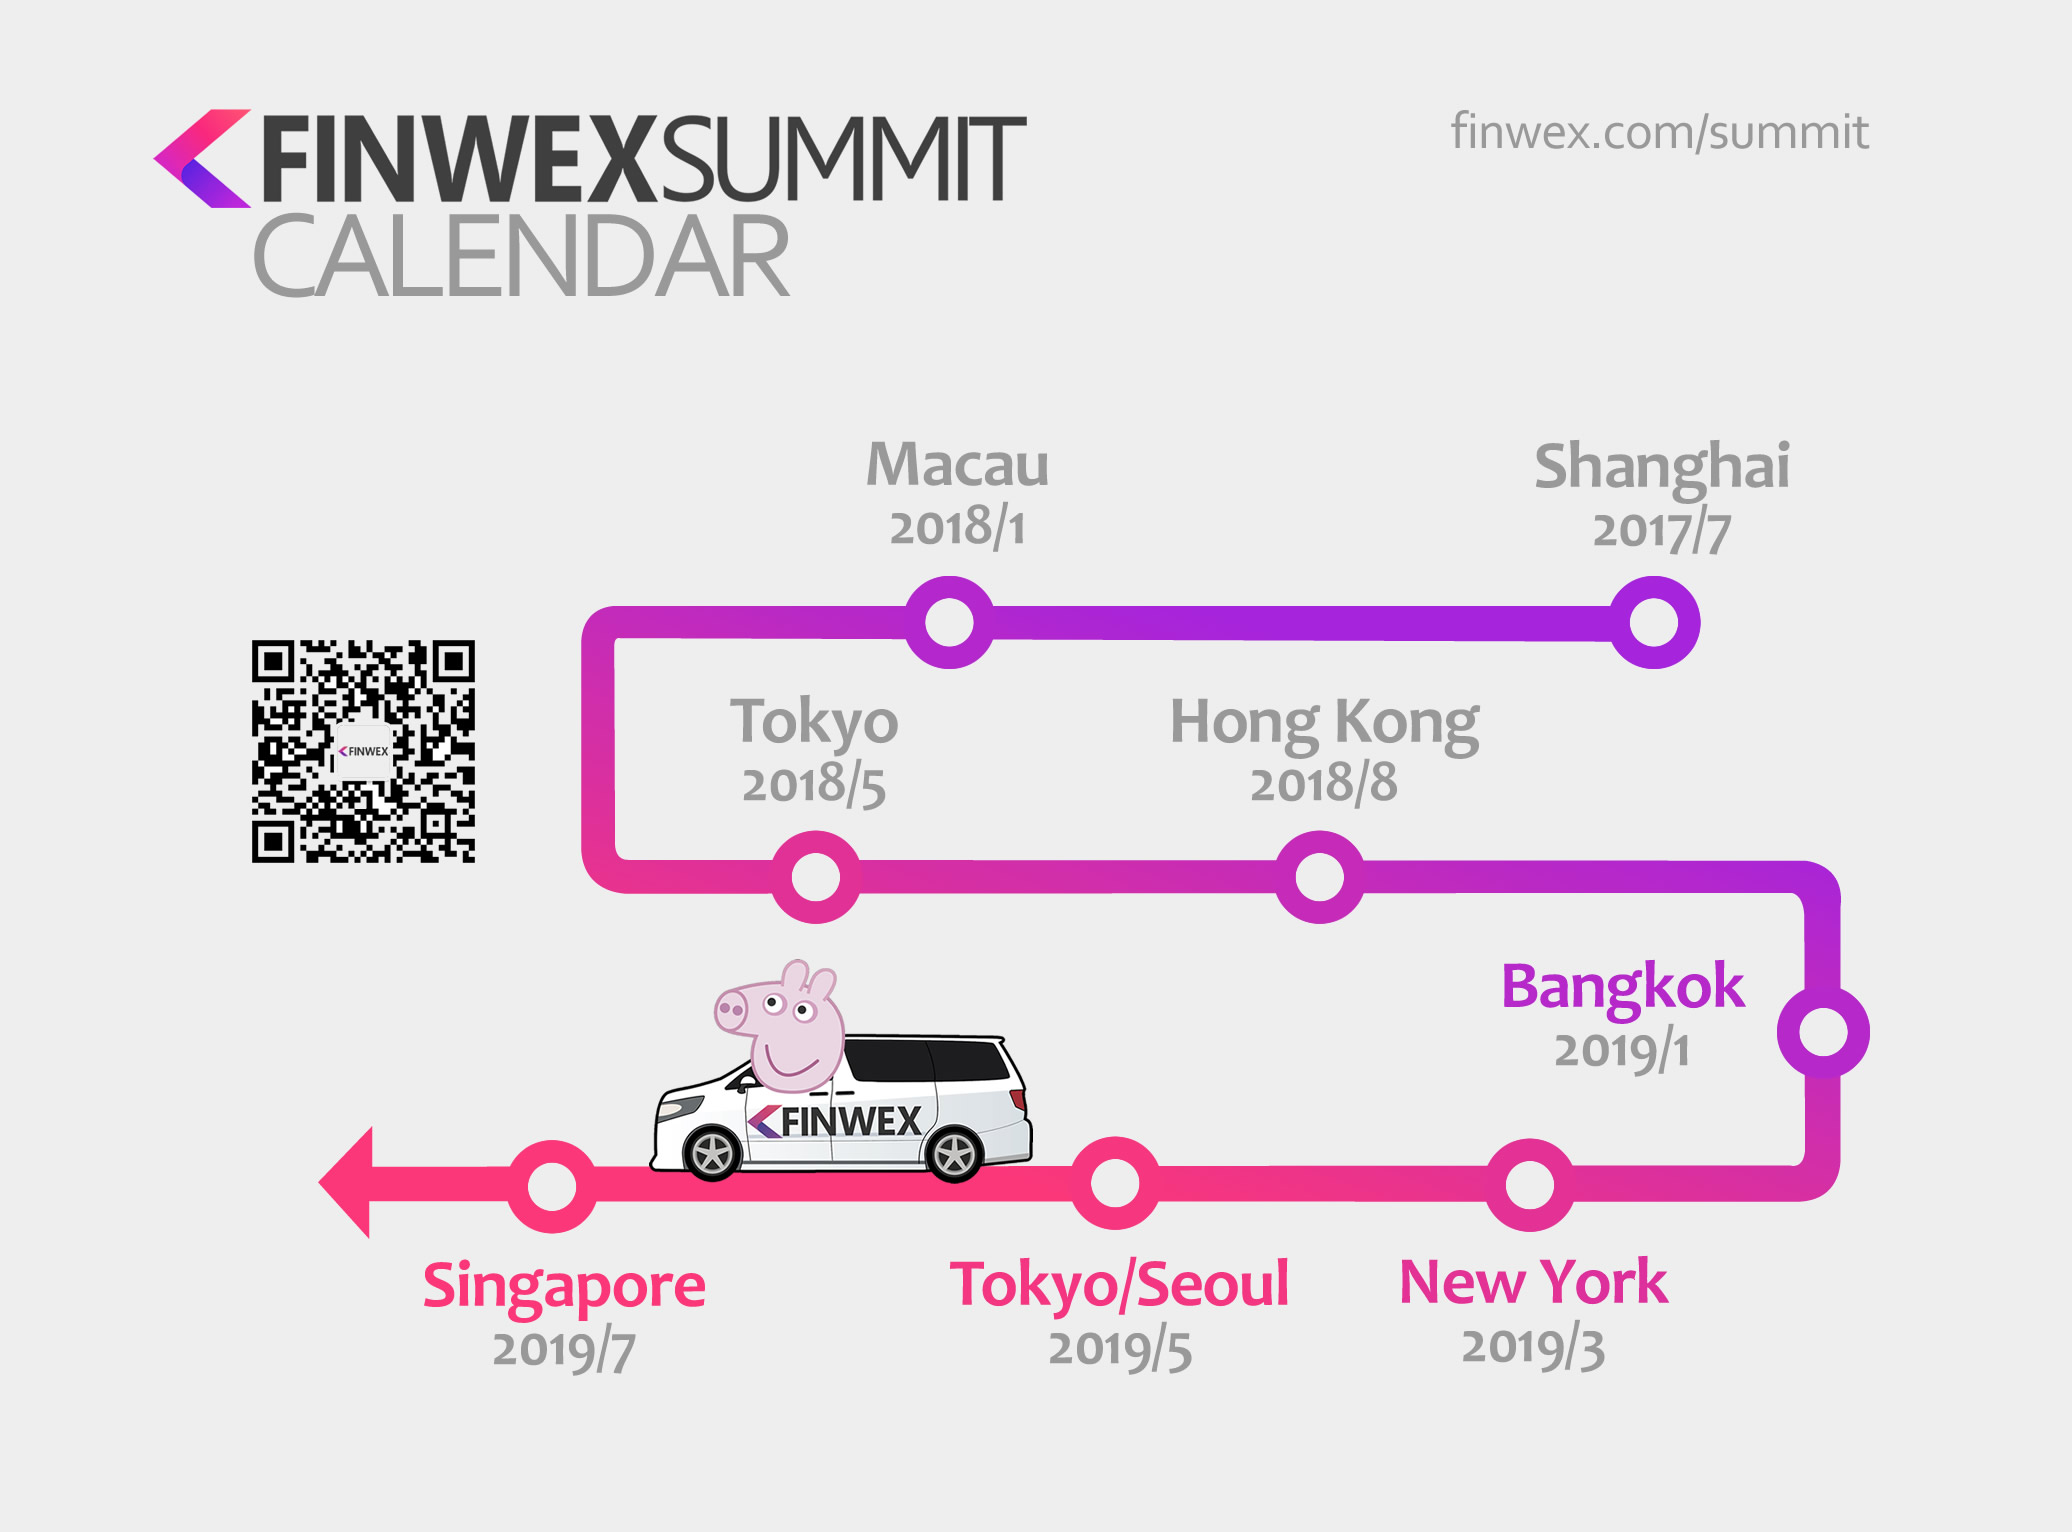 FINWEXSUMMIT
CALENDAR
finwex.com/summit
Macau
2018/1
Shanghai
2017/7
FINWEX
Tokyo
2018/5
Hong Kong
2018/8
Bangkok
2019/1
FINWEX
Singapore
2019/7
Tokyo/Seoul
2019/5
New York
2019/3